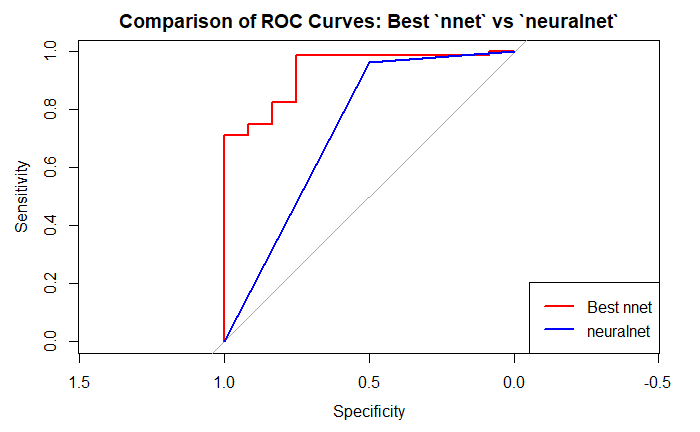 Comparison of ROC Curves: Best `nnet` vs `neuralnet`
Sensitivity
1.0
0.8
0.6
0.4
0.2
0.0
Best nnet
neuralnet
1.5 1.0 0.5 0.0 -0.5
Specificity